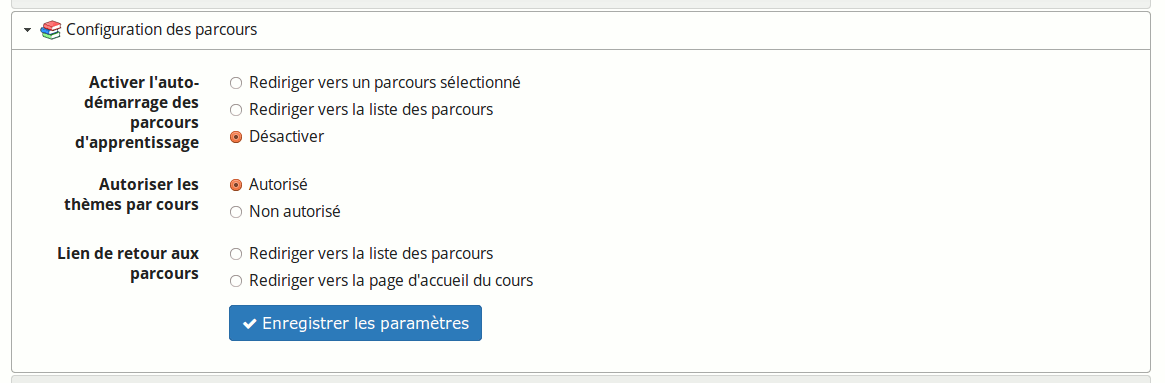 Configuration des parcours
Activer l'auto-
démarrage des
parcours
d'apprentissage
Rediriger vers un parcours sélectionné
Rediriger vers la liste des parcours
Désactiver
Autoriser les
thèmes par cours
Autorisé
Non autorisé
Lien de retour aux
parcours
Rediriger vers la liste des parcours
Rediriger vers la page d'accueil du cours
Enregistrer les paramètres